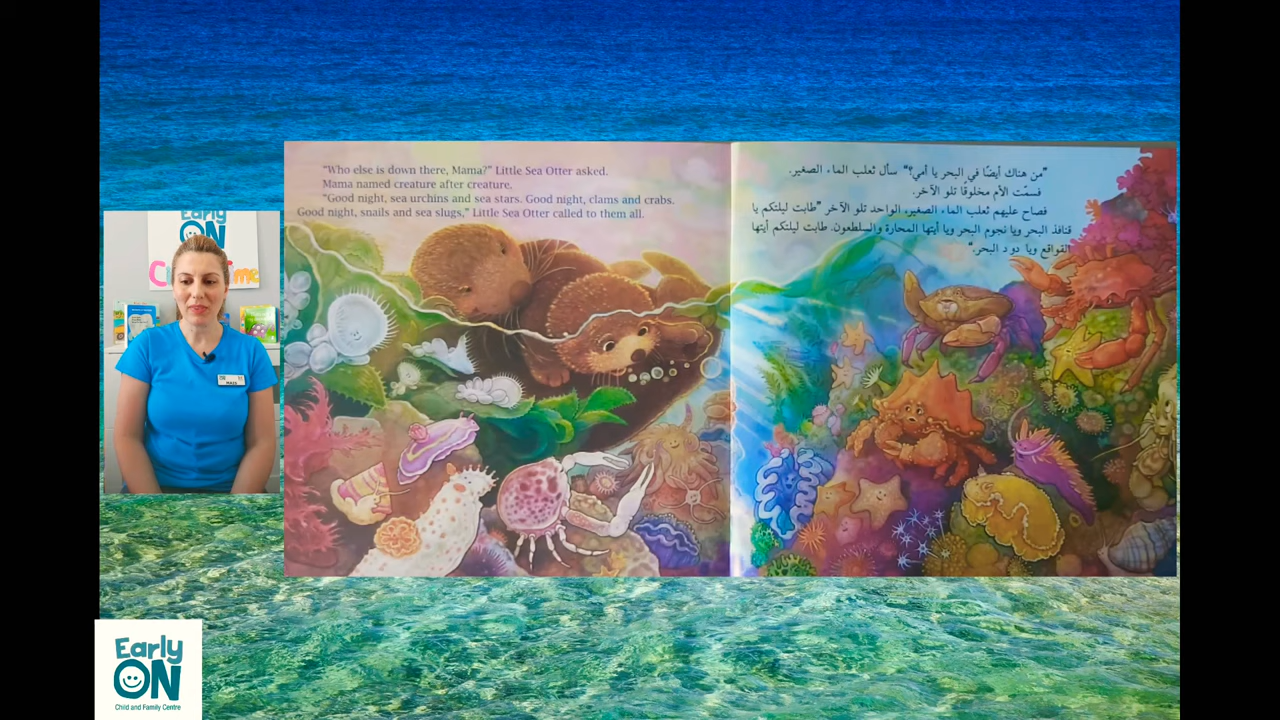 "Who else is down there, Mama?" Little Sea Otter asked.
Mama named creature after creature.
"Good night, sea urchins and sea stars. Good night, clams and crabs.
Good night, snails and sea slugs," Little Sea Otter called to them all.
"من هناك أيضًا في البحر يا أمي؟" سأل ثعلب الماء الصغير.
فسمّت الأم مخلوقًا تلو الآخر.
فصاح عليهم ثعلب الماء الصغير، الواحد تلو الآخر "طابت ليلتكم يا
قنافذ البحر ويا نجوم البحر ويا أيتها المحارة والسلطعون. طابت ليلتكم أيتها
القواقع ويا دود البحر."
Early
ON
Early
ON
Child and Family Centre